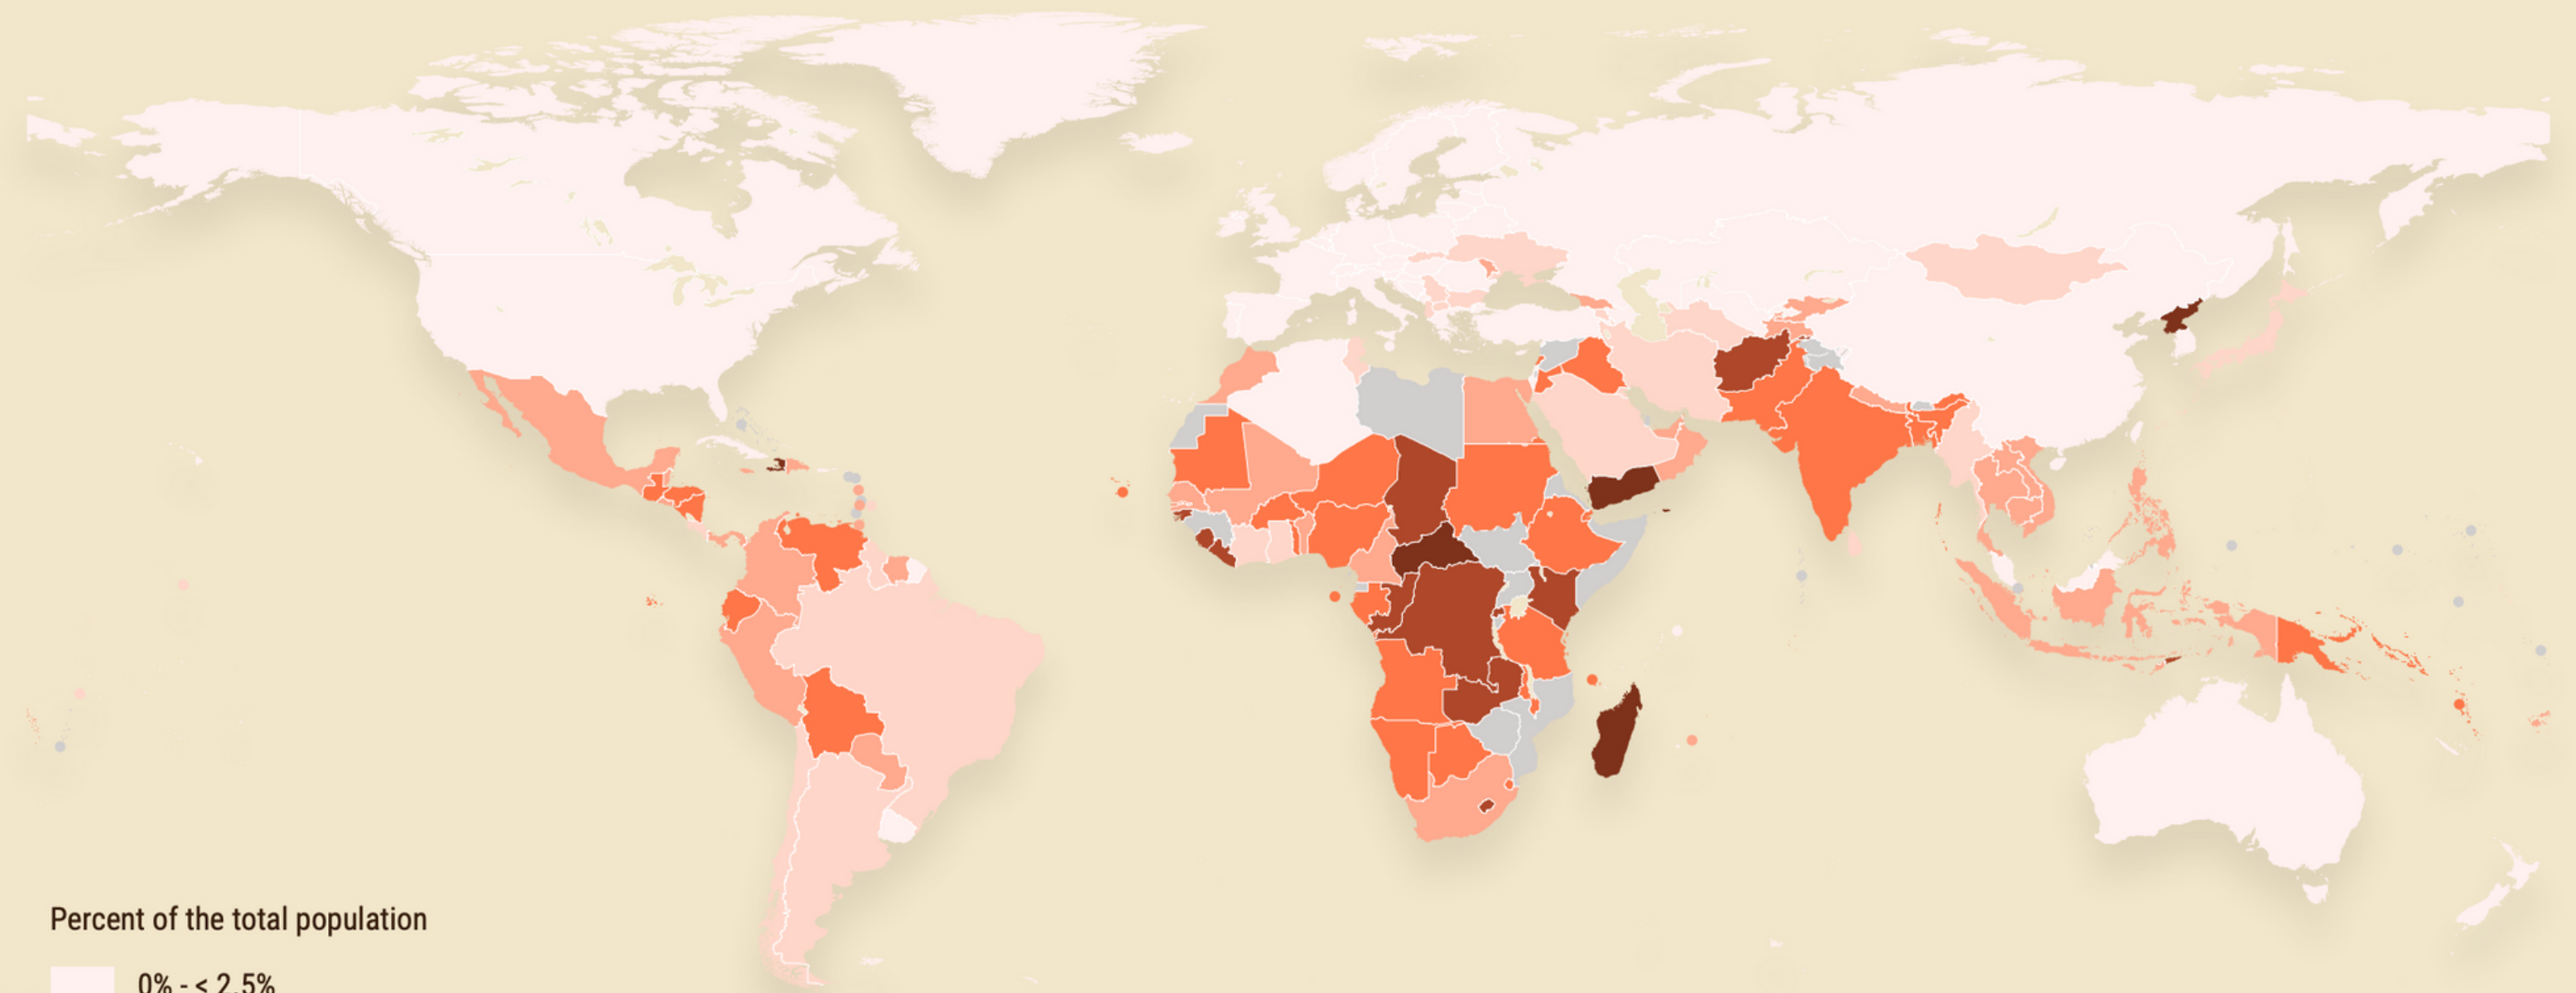 Percent of the total population
0% - < 2.5%